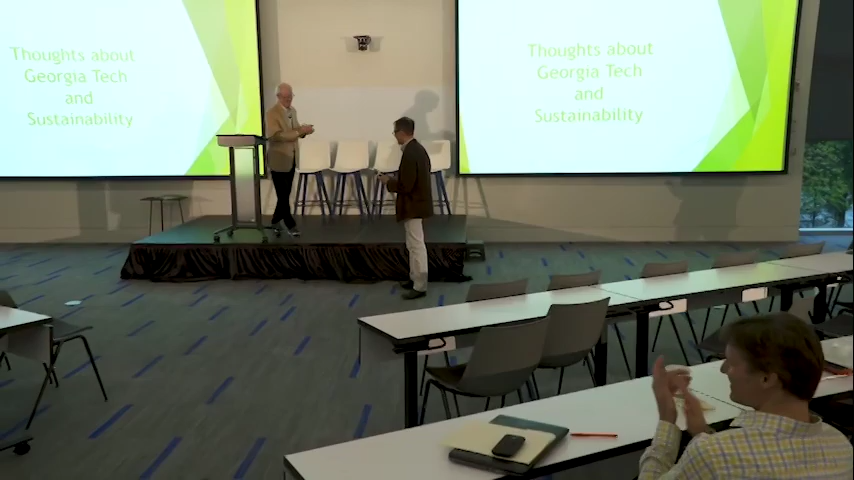 Thoughts about
Georgia Tech
and
Sustainability
Thoughts about
Georgia Tech
and
Sustainability